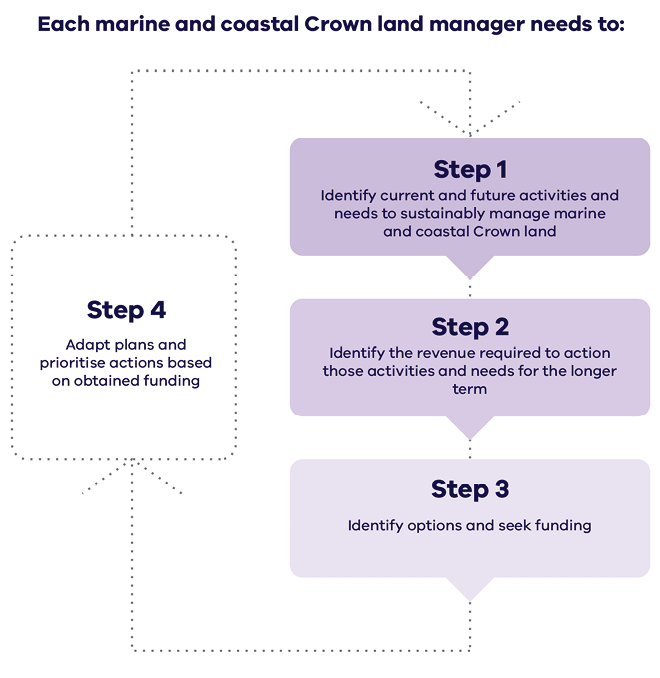 Each marine and coastal Crown land manager needs to:
Step 1
Identify current and future activities and
needs to sustainably manage marine
and coastal Crown land
Step 2
Identify the revenue required to action
those activities and needs for the longer
term
Step 3
Identify options and seek funding
Step 4
Adapt plans and
prioritise actions based
on obtained funding